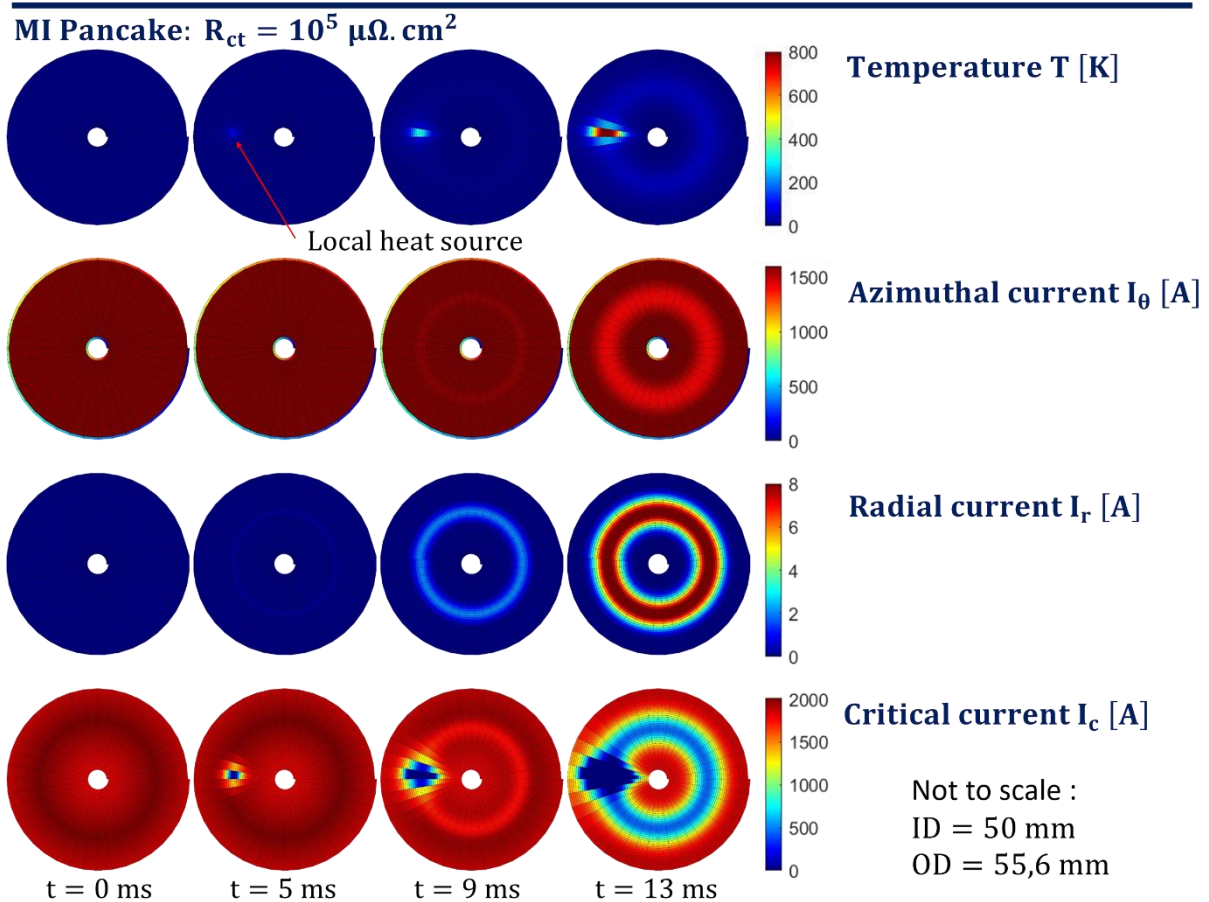 MI Pancake: R_ct = 10^5 μΩ.cm^2
Temperature T [K]
800
600
400
200
0
Local heat source
Azimuthal current I_θ [A]
1500
1000
500
0
Radial current I_r [A]
8
6
4
2
0
Critical current I_c [A]
2000
1500
1000
500
0
Not to scale :
ID = 50 mm
OD = 55,6 mm
t = 0 ms t = 5 ms t = 9 ms t = 13 ms